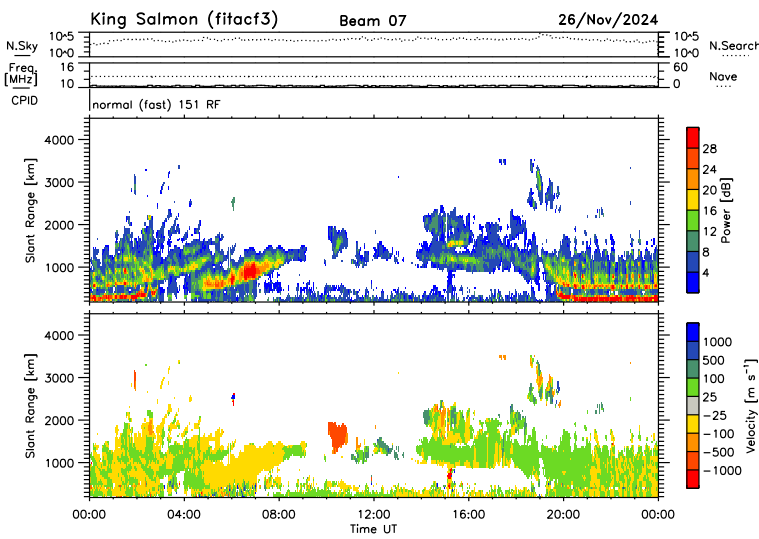 King Salmon (fitacf3) Beam 07 26/Nov/2024
N.Sky 10^5 10^0 10^5 10^0 N.Search
Freq. [MHz] 16 10 60 0 Nave
CPID normal (fast) 151 RF
Slant Range [km] 4000 3000 2000 1000
28 24 20 16 12 8 4 Power [dB]
Slant Range [km] 4000 3000 2000 1000
1000 500 100 25 −25 −100 −500 −1000 Velocity [m s⁻¹]
00:00 04:00 08:00 12:00 16:00 20:00 00:00
Time UT